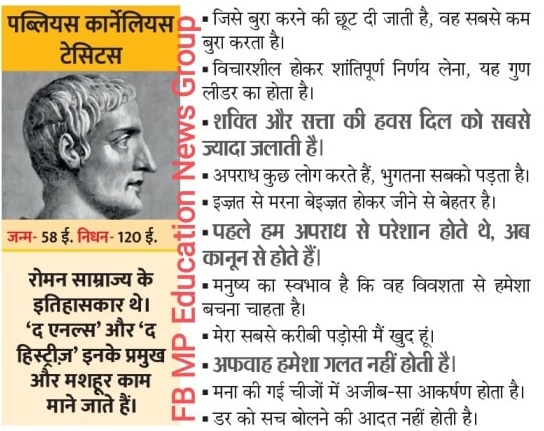 पब्लियस कार्नेलियस
टेसिटस
जन्म- 58 ई. निधन- 120 ई.
रोमन साम्राज्य के
इतिहासकार थे।
‘द एनल्स’ और ‘द
हिस्ट्रीज़’ इनके प्रमुख
और मशहूर काम
माने जाते हैं।
FB MP Education News Group
▪ जिसे बुरा करने की छूट दी जाती है, वह सबसे कम
बुरा करता है।
▪ विचारशील होकर शांतिपूर्ण निर्णय लेना, यह गुण
लीडर का होता है।
▪ शक्ति और सत्ता की हवस दिल को सबसे
ज्यादा जलाती है।
▪ अपराध कुछ लोग करते हैं, भुगतना सबको पड़ता है।
▪ इज़्ज़त से मरना बेइज़्ज़त होकर जीने से बेहतर है।
▪ पहले हम अपराध से परेशान होते थे, अब
कानून से होते हैं।
▪ मनुष्य का स्वभाव है कि वह विवशता से हमेशा
बचना चाहता है।
▪ मेरा सबसे करीबी पड़ोसी मैं खुद हूं।
▪ अफवाह हमेशा गलत नहीं होती है।
▪ मना की गई चीजों में अजीब-सा आकर्षण होता है।
▪ डर को सच बोलने की आदत नहीं होती है।